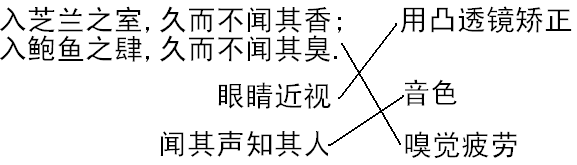 入芝兰之室,久而不闻其香;
入鲍鱼之肆,久而不闻其臭.
用凸透镜矫正
眼睛近视
音色
闻其声知其人
嗅觉疲劳